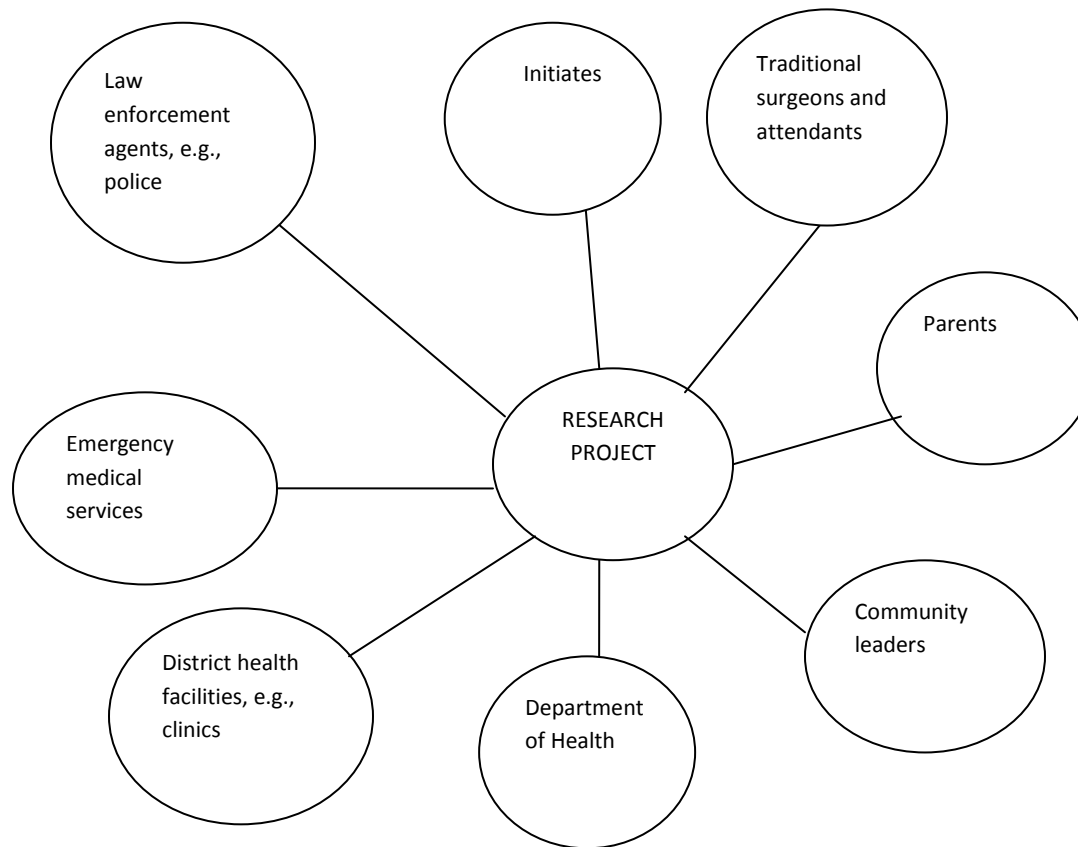 Law
enforcement
agents, e.g.,
police
Initiates
Traditional
surgeons and
attendants
Parents
RESEARCH
PROJECT
Emergency
medical
services
Community
leaders
District health
facilities, e.g.,
clinics
Department
of Health